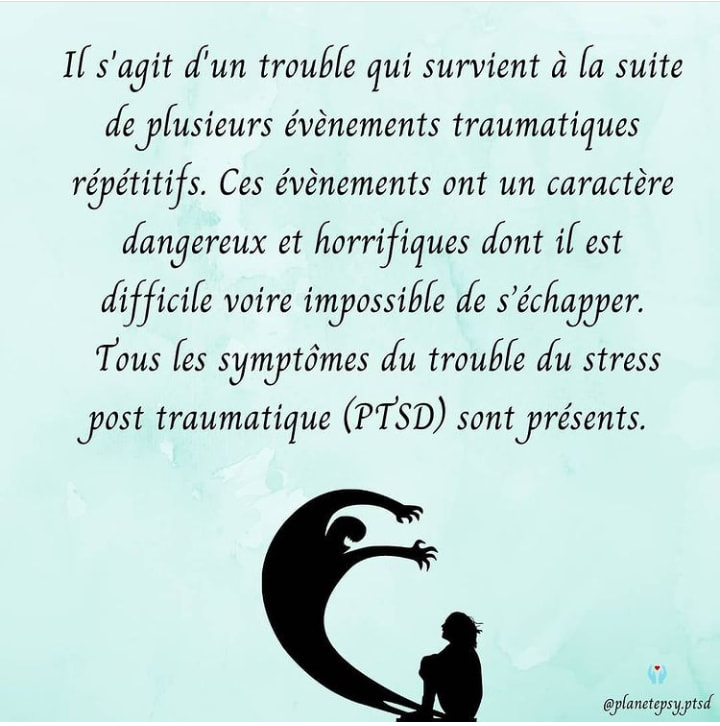 Il s'agit d'un trouble qui survient à la suite
de plusieurs évènements traumatiques
répétitifs. Ces évènements ont un caractère
dangereux et horrifiques dont il est
difficile voire impossible de s’échapper.
Tous les symptômes du trouble du stress
post traumatique (PTSD) sont présents.
@planetepsy.ptsd